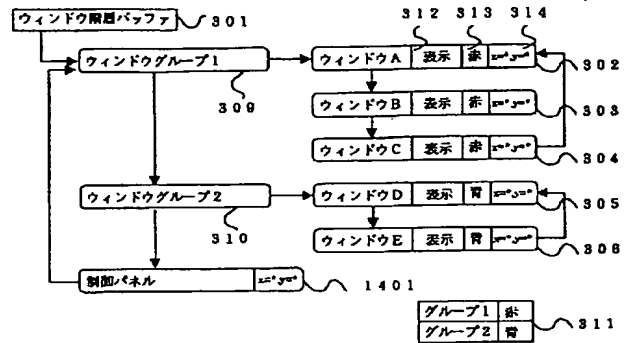 ウィンドウ階層バッファ 301
312 313 314
ウィンドウグループ1 309
ウィンドウA 表示 赤 x=*,y=* 302
ウィンドウB 表示 赤 x=*,y=* 303
ウィンドウC 表示 赤 x=*,y=* 304
ウィンドウグループ2 310
ウィンドウD 表示 青 x=*,y=* 305
ウィンドウE 表示 青 x=*,y=* 306
制御パネル x=*,y=* 1401
グループ1 赤
グループ2 青
311